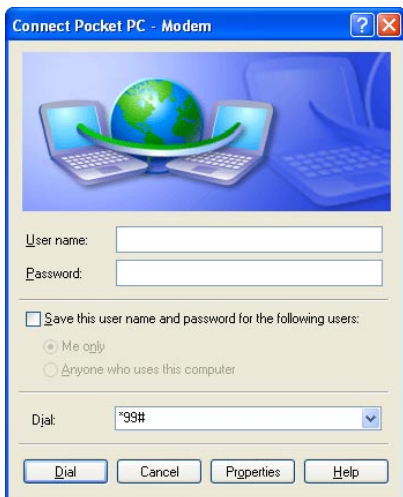 Connect Pocket PC - Modem
User name:
Password:
Save this user name and password for the following users:
Me only
Anyone who uses this computer
Dial: *99#
Dial Cancel Properties Help